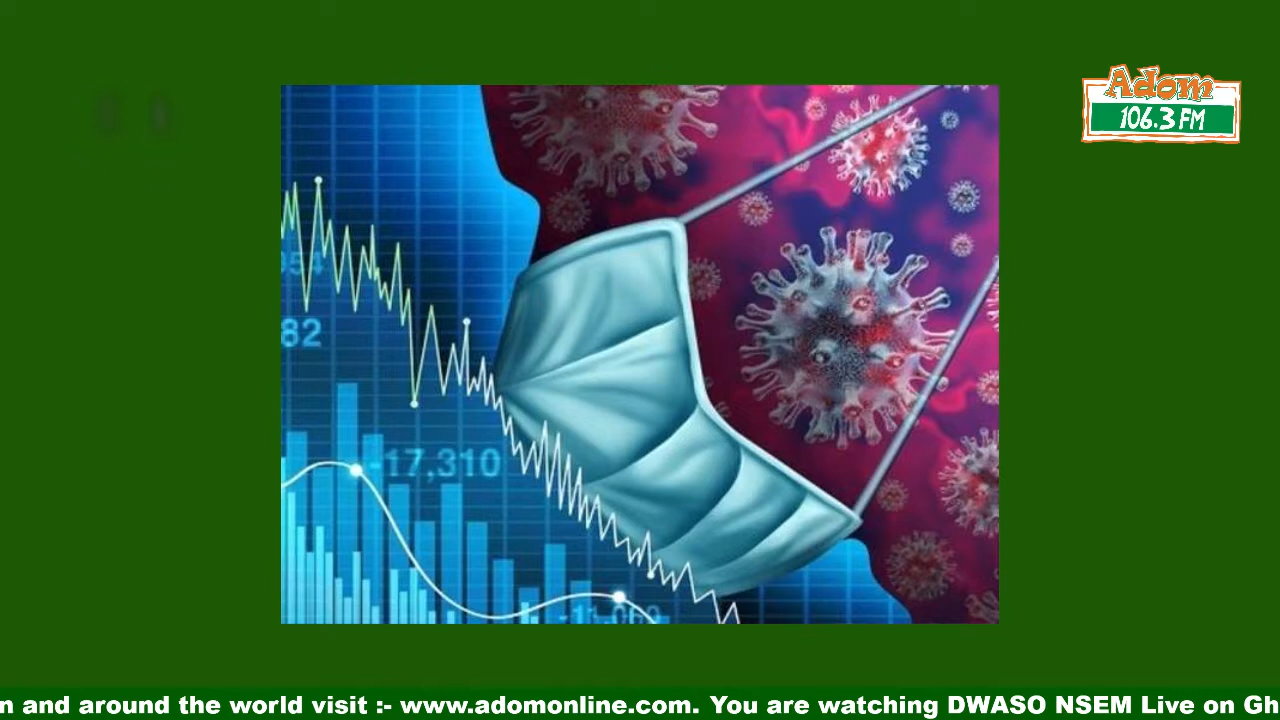 Adom
106.3 FM
82
-17,310
n and around the world visit :- www.adomonline.com. You are watching DWASO NSEM Live on Gh